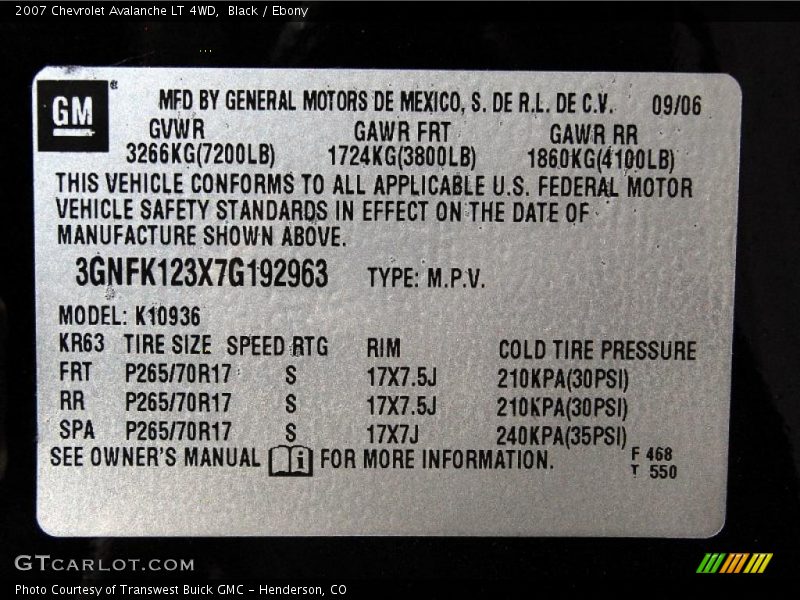 2007 Chevrolet Avalanche LT 4WD,  Black / Ebony
GM®
MFD BY GENERAL MOTORS DE MEXICO, S. DE R.L. DE C.V. 09/06
GVWR GAWR FRT GAWR RR
3266KG(7200LB) 1724KG(3800LB) 1860KG(4100LB)
THIS VEHICLE CONFORMS TO ALL APPLICABLE U.S. FEDERAL MOTOR
VEHICLE SAFETY STANDARDS IN EFFECT ON THE DATE OF
MANUFACTURE SHOWN ABOVE.
3GNFK123X7G192963 TYPE: M.P.V.
MODEL: K10936
KR63 TIRE SIZE SPEED RTG RIM COLD TIRE PRESSURE
FRT P265/70R17 S 17X7.5J 210KPA(30PSI)
RR P265/70R17 S 17X7.5J 210KPA(30PSI)
SPA P265/70R17 S 17X7J 240KPA(35PSI)
SEE OWNER'S MANUAL i FOR MORE INFORMATION.
F 468
T 550
GTCARLOT.COM
Photo Courtesy of Transwest Buick GMC - Henderson, CO